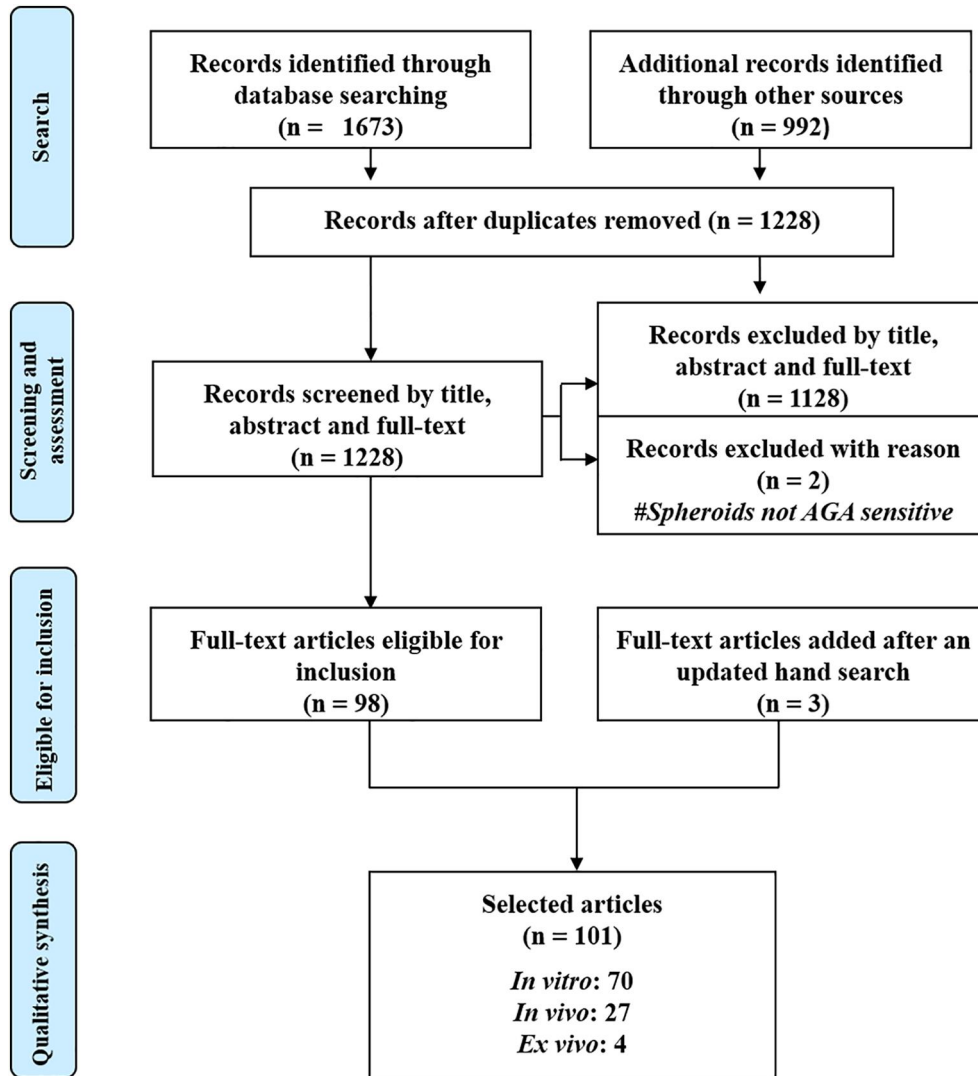 Search
Records identified through
database searching
(n = 1673)
Additional records identified
through other sources
(n = 992)
Records after duplicates removed (n = 1228)
Screening and
assessment
Records screened by title,
abstract and full-text
(n = 1228)
Records excluded by title,
abstract and full-text
(n = 1128)
Records excluded with reason
(n = 2)
#Spheroids not AGA sensitive
Eligible for inclusion
Full-text articles eligible for
inclusion
(n = 98)
Full-text articles added after an
updated hand search
(n = 3)
Qualitative synthesis
Selected articles
(n = 101)
In vitro: 70
In vivo: 27
Ex vivo: 4